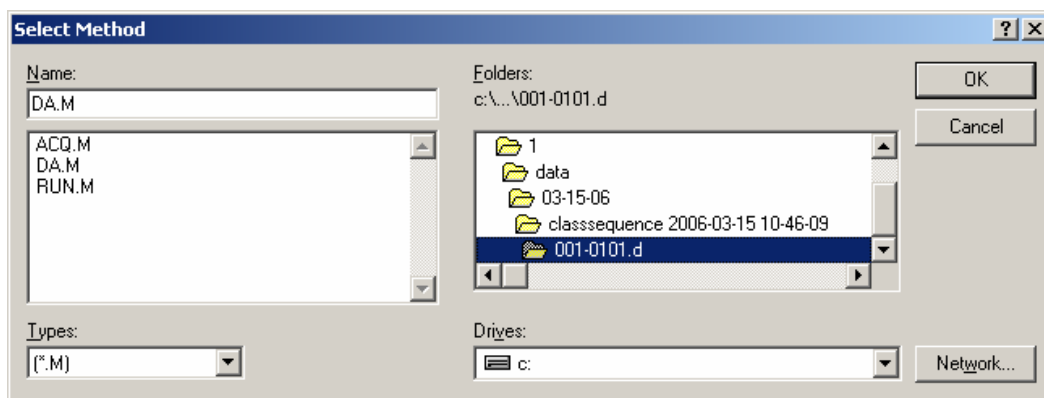 Select Method
Name:
DA.M
ACQ.M
DA.M
RUN.M
Types:
(*.M)
Folders:
c:\...\001-0101.d
1
data
03-15-06
classsequence 2006-03-15 10-46-09
001-0101.d
Drives:
c:
OK
Cancel
Network...